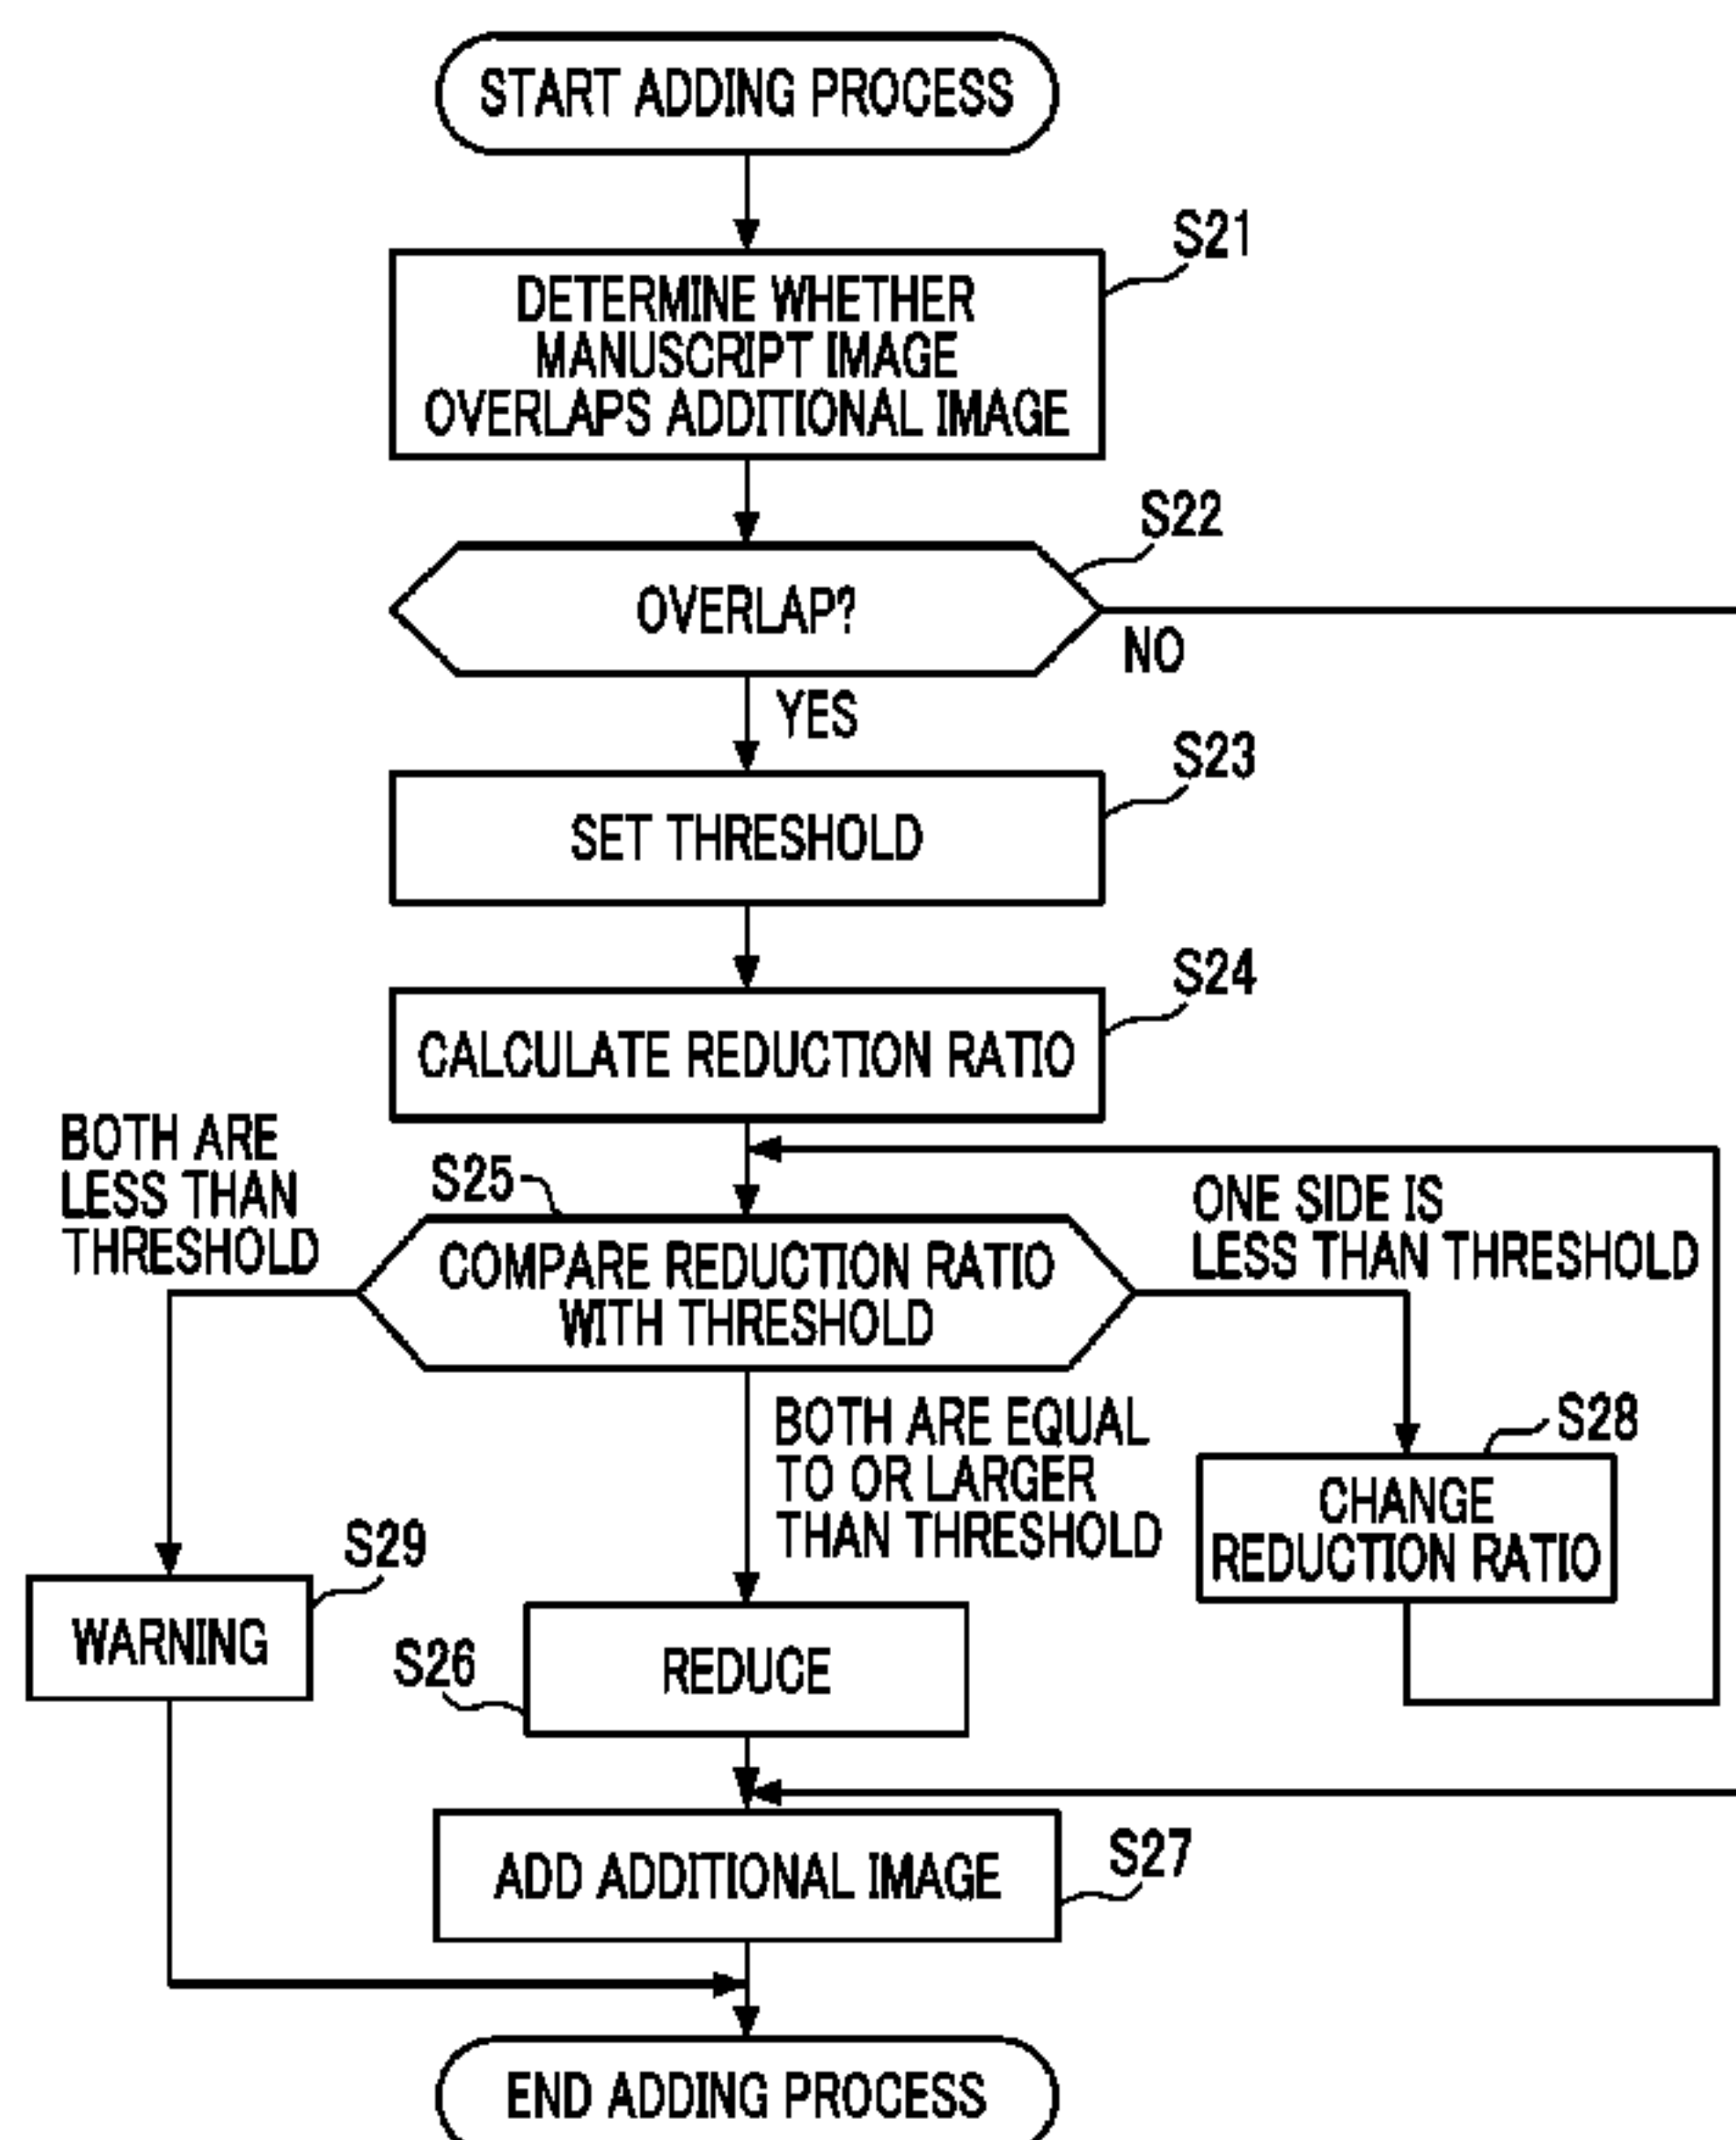 START ADDING PROCESS
S21
DETERMINE WHETHER
MANUSCRIPT IMAGE
OVERLAPS ADDITIONAL IMAGE
S22
OVERLAP?
NO
YES
S23
SET THRESHOLD
S24
CALCULATE REDUCTION RATIO
BOTH ARE
LESS THAN
THRESHOLD
S25
ONE SIDE IS
LESS THAN THRESHOLD
COMPARE REDUCTION RATIO
WITH THRESHOLD
BOTH ARE EQUAL
TO OR LARGER
THAN THRESHOLD
S28
CHANGE
REDUCTION RATIO
S29
WARNING
S26
REDUCE
S27
ADD ADDITIONAL IMAGE
END ADDING PROCESS